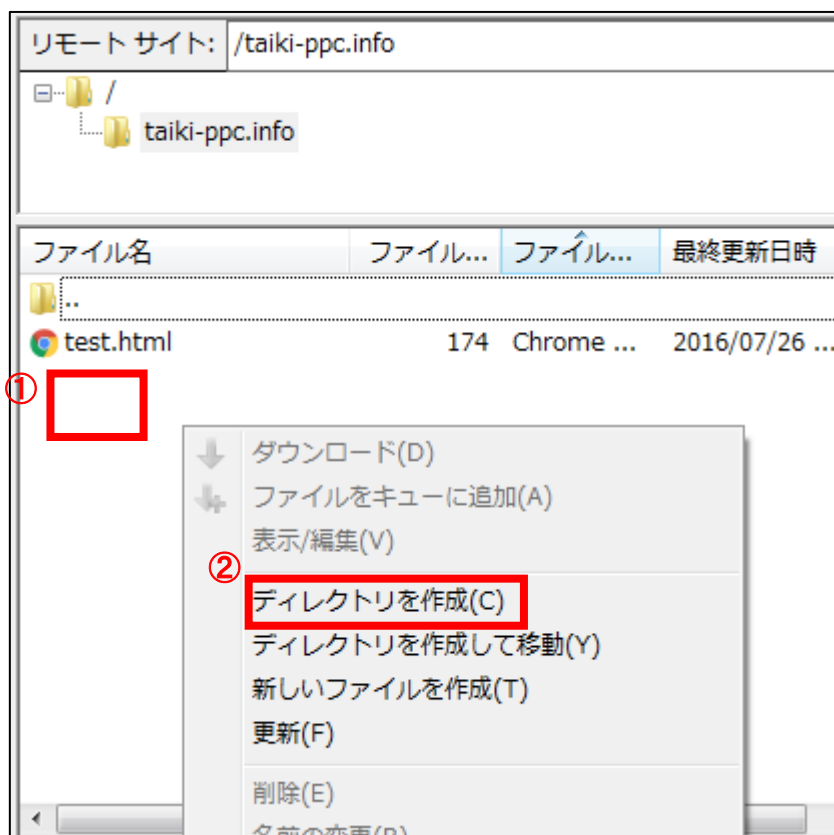 リモート サイト: /taiki-ppc.info
/
taiki-ppc.info
ファイル名 ファイル... ファイル... 最終更新日時
..
test.html 174 Chrome ... 2016/07/26 ...
①
ダウンロード(D)
ファイルをキューに追加(A)
表示/編集(V)
②
ディレクトリを作成(C)
ディレクトリを作成して移動(Y)
新しいファイルを作成(T)
更新(F)
削除(E)
名前の変更(R)